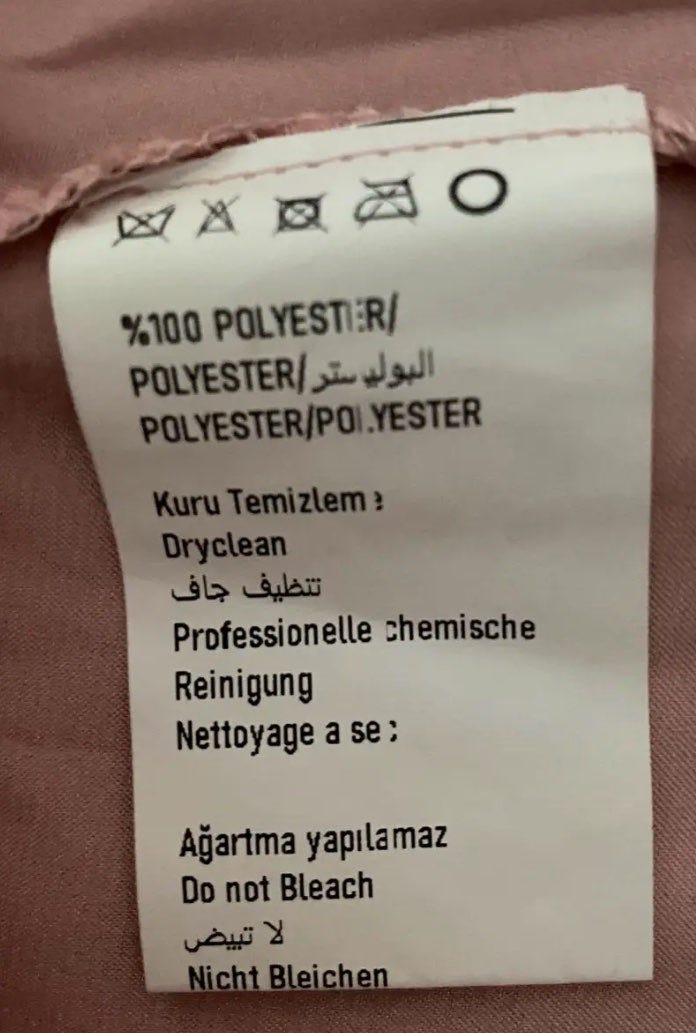 %100 POLYESTER/
POLYESTER/البوليستر
POLYESTER/POLYESTER
Kuru Temizleme
Dryclean
تنظيف جاف
Professionelle chemische
Reinigung
Nettoyage a sec
Ağartma yapılamaz
Do not Bleach
لا تبيض
Nicht Bleichen